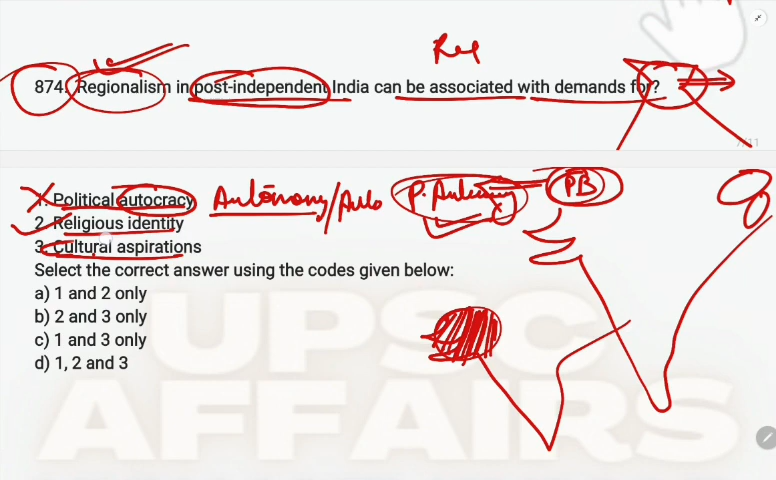 Rel
874. Regionalism in post-independent India can be associated with demands for?
1. Political autocracy Autonomy/Auto P. Autonomy PB
2. Religious identity
3. Cultural aspirations
Select the correct answer using the codes given below:
a) 1 and 2 only
b) 2 and 3 only
c) 1 and 3 only
d) 1, 2 and 3
UPSC
AFFAIRS